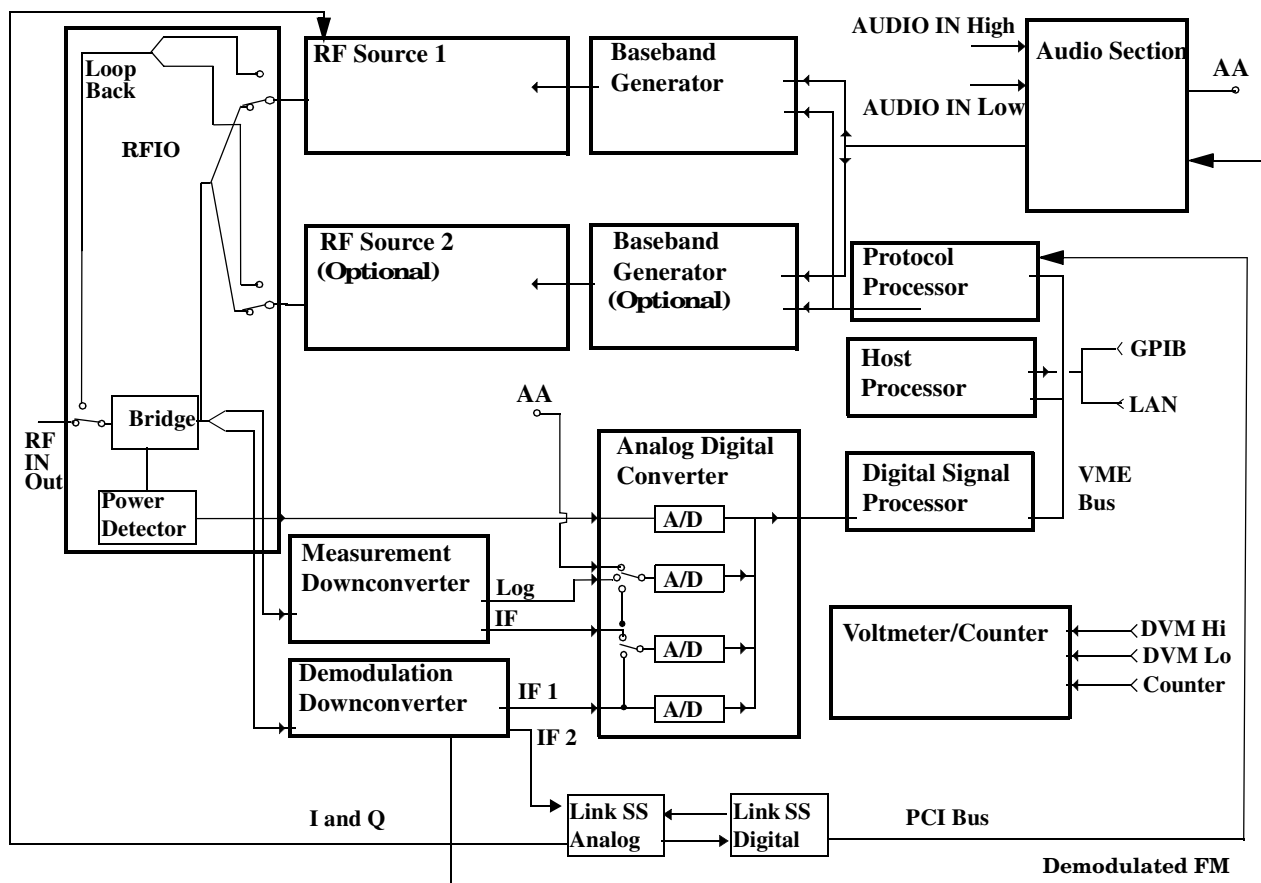 AUDIO IN High
RF Source 1
Baseband
Generator
Audio Section
AA
Loop
Back
AUDIO IN Low
RFIO
RF Source 2
(Optional)
Baseband
Generator
(Optional)
Protocol
Processor
Host
Processor
GPIB
LAN
AA
Bridge
RF
IN
Out
Analog Digital
Converter
Digital Signal
Processor
VME
Bus
Power
Detector
A/D
Measurement
Downconverter
Log
A/D
IF
A/D
Voltmeter/Counter
DVM Hi
DVM Lo
Counter
Demodulation
Downconverter
IF 1
A/D
IF 2
I and Q
Link SS
Analog
Link SS
Digital
PCI Bus
Demodulated FM